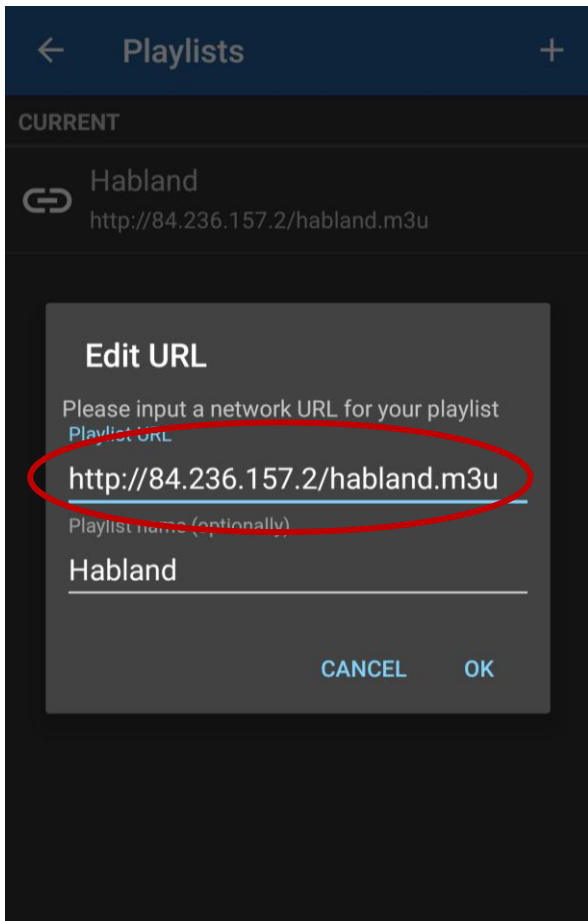 Playlists
CURRENT
Habland
http://84.236.157.2/habland.m3u
Edit URL
Please input a network URL for your playlist
Playlist URL
http://84.236.157.2/habland.m3u
Playlist name (optionally)
Habland
CANCEL OK